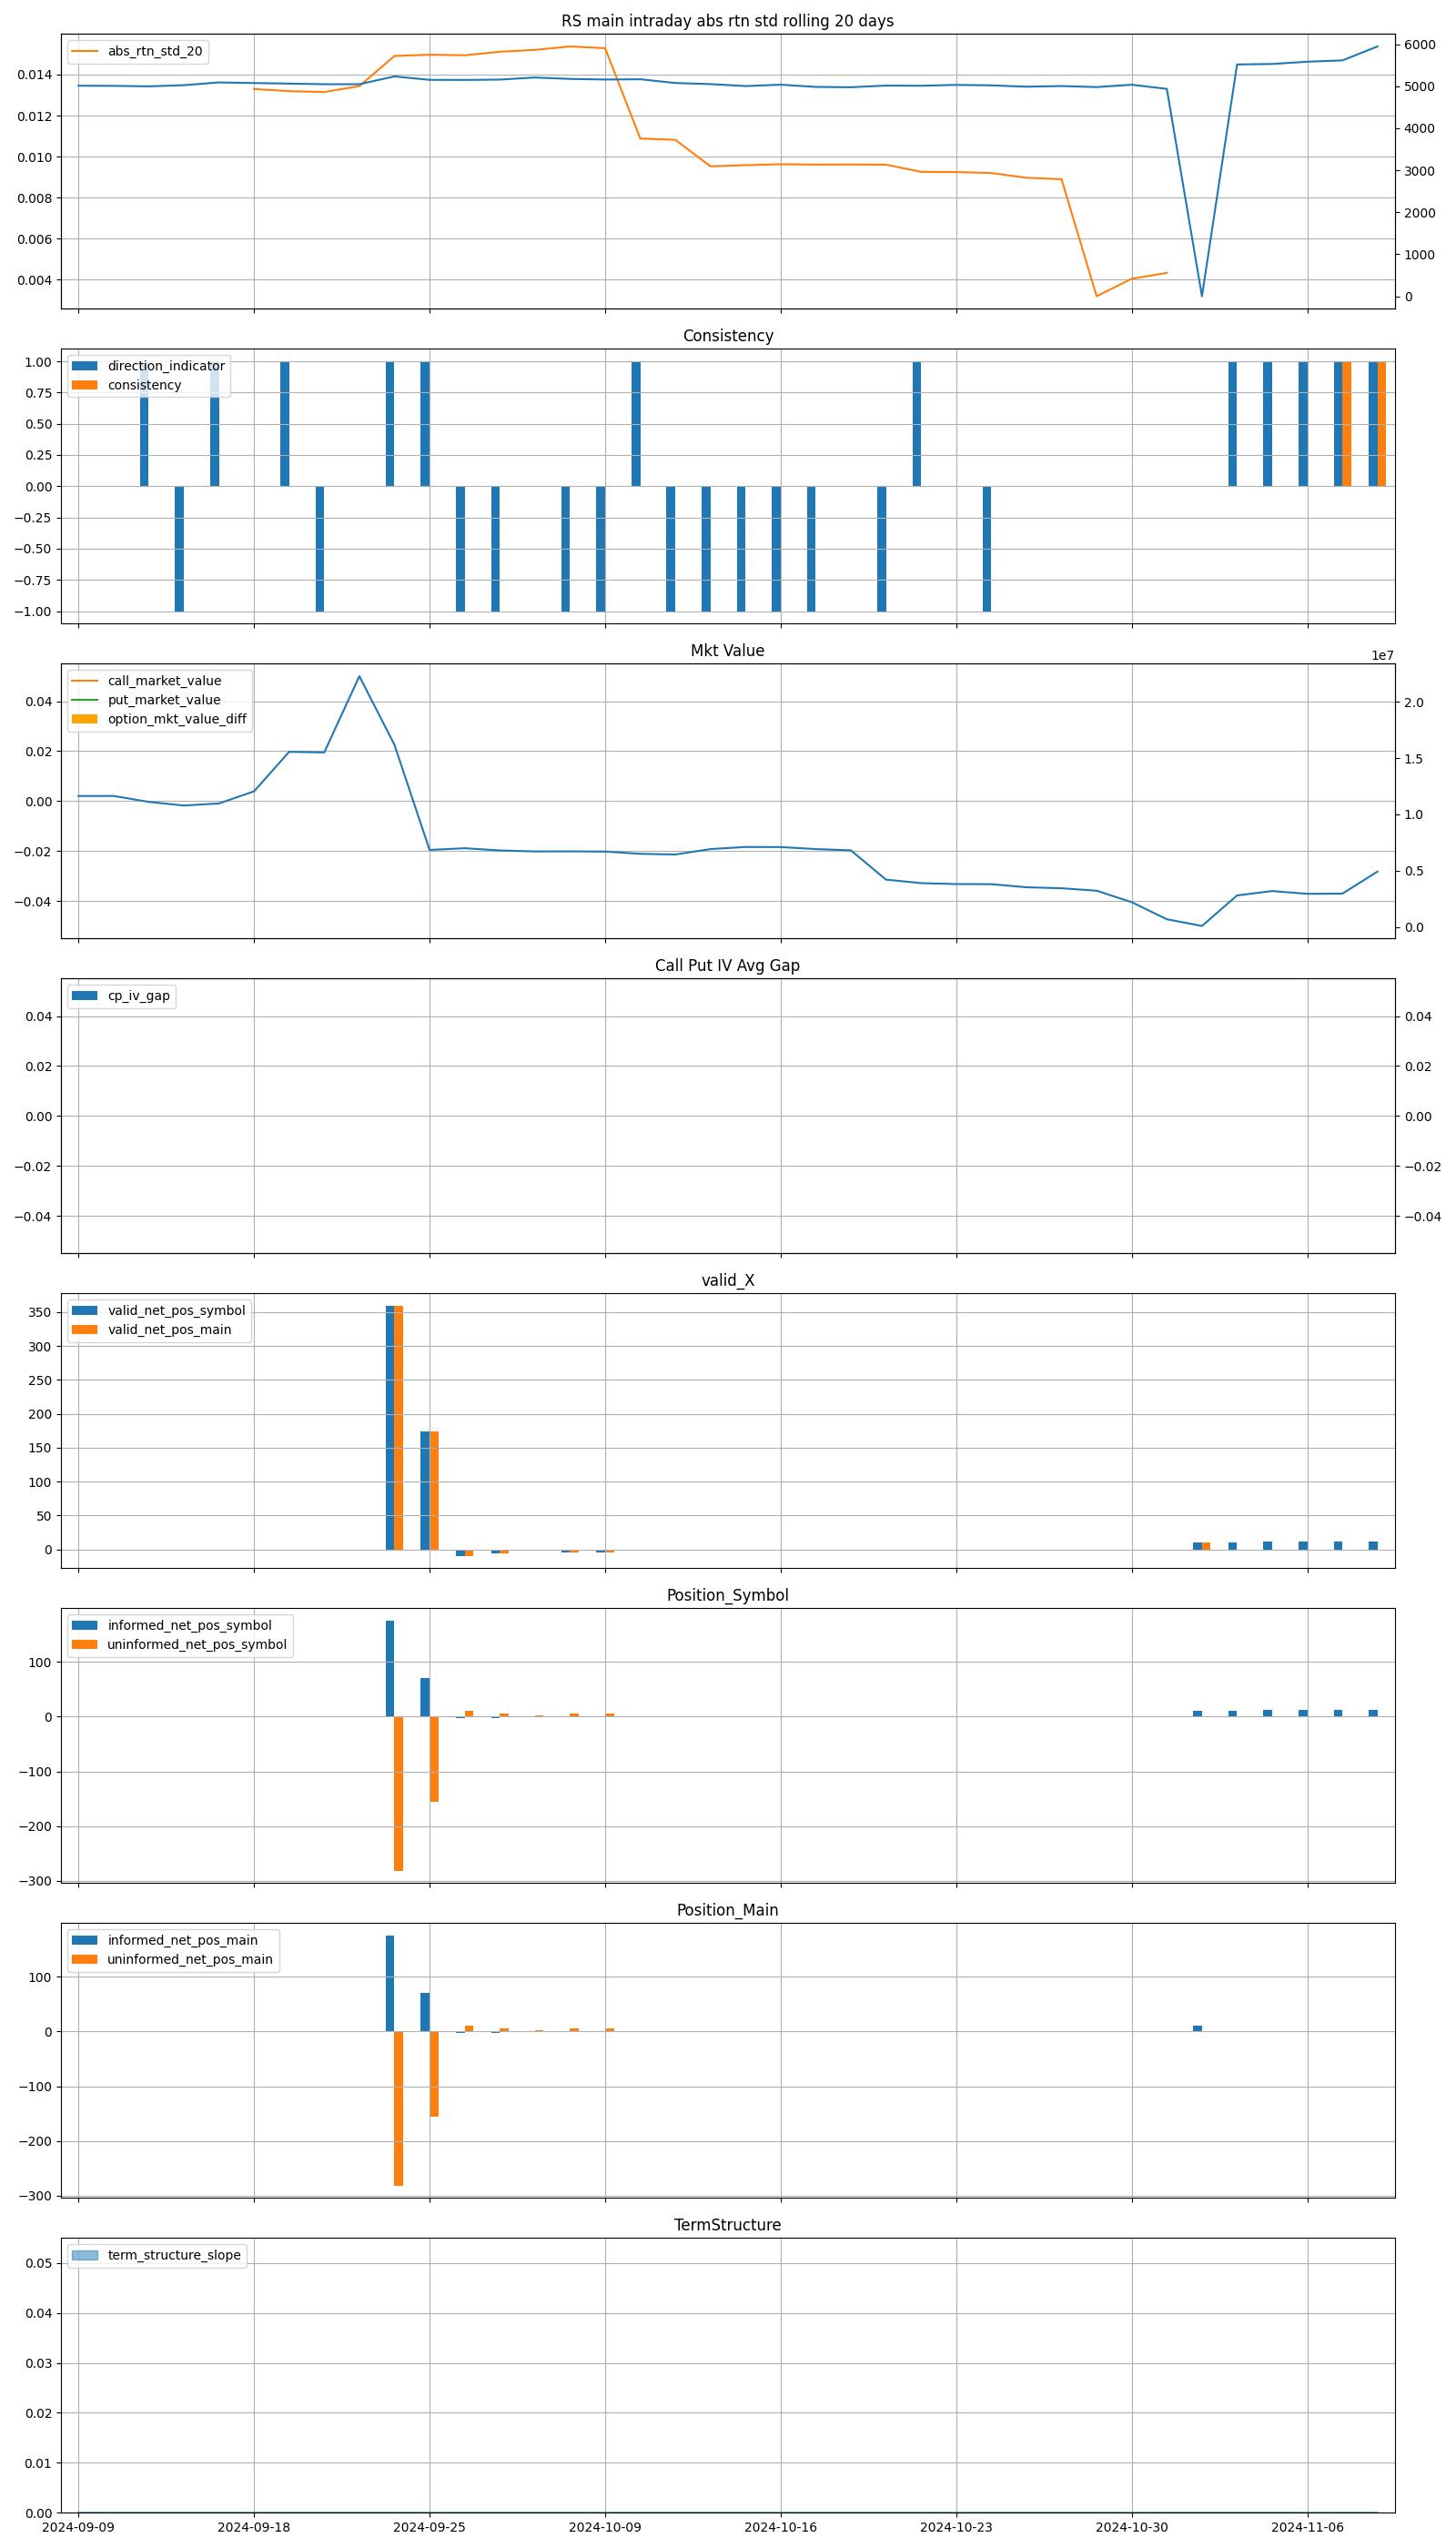 RS main intraday abs rtn std rolling 20 days
abs_rtn_std_20
0.014
0.012
0.010
0.008
0.006
0.004
6000
5000
4000
3000
2000
1000
0
Consistency
direction_indicator
consistency
1.00
0.75
0.50
0.25
0.00
−0.25
−0.50
−0.75
−1.00
Mkt Value
1e7
call_market_value
put_market_value
option_mkt_value_diff
0.04
0.02
0.00
−0.02
−0.04
2.0
1.5
1.0
0.5
0.0
Call Put IV Avg Gap
cp_iv_gap
0.04
0.02
0.00
−0.02
−0.04
0.04
0.02
0.00
−0.02
−0.04
valid_X
valid_net_pos_symbol
valid_net_pos_main
350
300
250
200
150
100
50
0
Position_Symbol
informed_net_pos_symbol
uninformed_net_pos_symbol
100
0
−100
−200
−300
Position_Main
informed_net_pos_main
uninformed_net_pos_main
100
0
−100
−200
−300
TermStructure
term_structure_slope
0.05
0.04
0.03
0.02
0.01
0.00
2024-09-09 2024-09-18 2024-09-25 2024-10-09 2024-10-16 2024-10-23 2024-10-30 2024-11-06